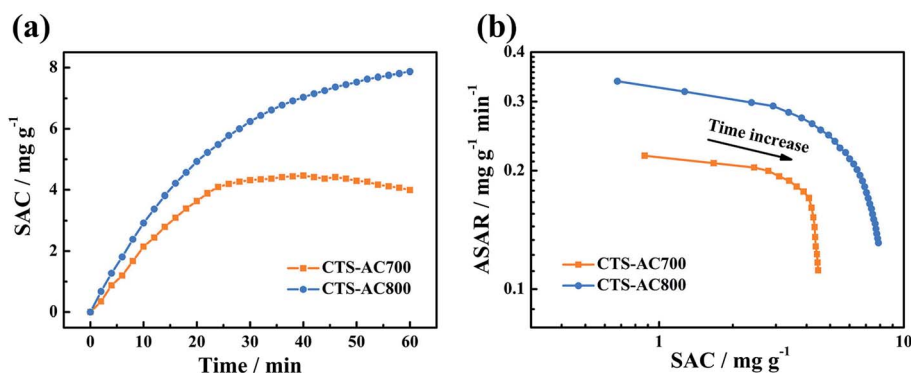 (a)
8
6
4
2
0
SAC / mg g⁻¹
0 10 20 30 40 50 60
Time / min
CTS-AC700
CTS-AC800
(b)
0.4
0.3
0.2
0.1
ASAR / mg g⁻¹ min⁻¹
1 10
SAC / mg g⁻¹
Time increase
CTS-AC700
CTS-AC800